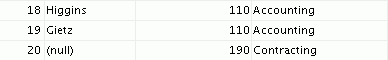 18 Higgins 110 Accounting
19 Gietz 110 Accounting
20 (null) 190 Contracting